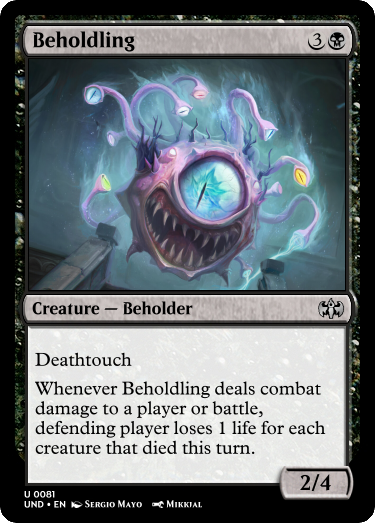 Beholdling 3
Creature — Beholder
Deathtouch
Whenever Beholdling deals combat
damage to a player or battle,
defending player loses 1 life for each
creature that died this turn.
2/4
U 0081
UND • EN Sergio Mayo Mikkial